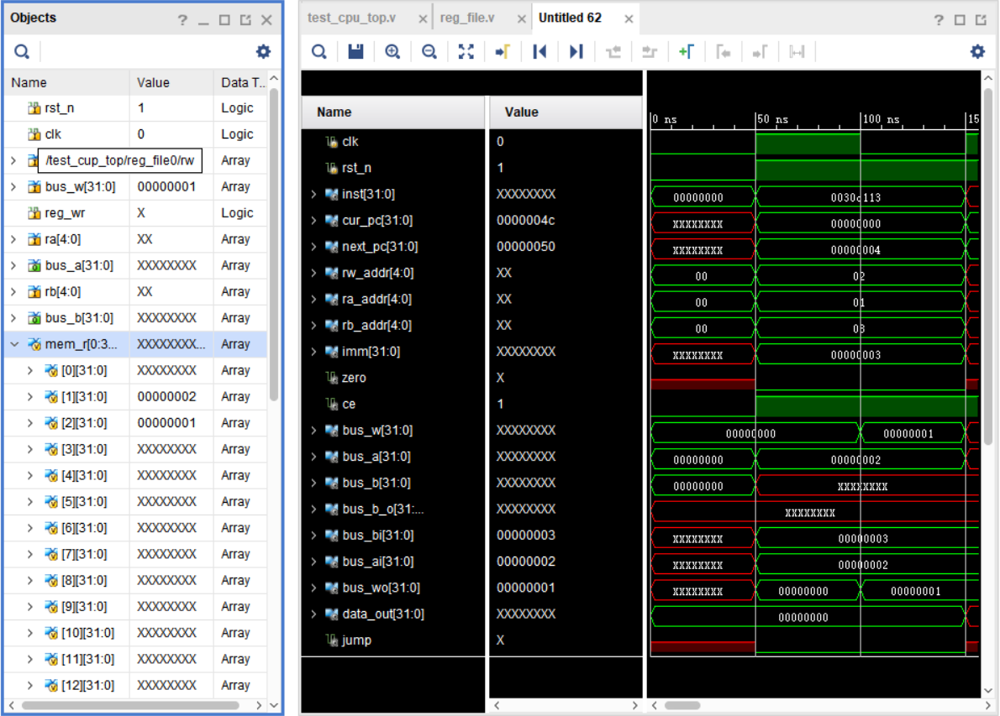 Objects
Name Value Data T...
rst_n 1 Logic
clk 0 Logic
/test_cup_top/reg_file0/rw Array
bus_w[31:0] 00000001 Array
reg_wr X Logic
ra[4:0] XX Array
bus_a[31:0] XXXXXXXX Array
rb[4:0] XX Array
bus_b[31:0] XXXXXXXX Array
mem_r[0:3... XXXXXXXX... Array
[0][31:0] XXXXXXXX Array
[1][31:0] 00000002 Array
[2][31:0] 00000001 Array
[3][31:0] XXXXXXXX Array
[4][31:0] XXXXXXXX Array
[5][31:0] XXXXXXXX Array
[6][31:0] XXXXXXXX Array
[7][31:0] XXXXXXXX Array
[8][31:0] XXXXXXXX Array
[9][31:0] XXXXXXXX Array
[10][31:0] XXXXXXXX Array
[11][31:0] XXXXXXXX Array
[12][31:0] XXXXXXXX Array
test_cpu_top.v reg_file.v Untitled 62
Name Value 0 ns 50 ns 100 ns 15
clk 0
rst_n 1
inst[31:0] XXXXXXXX 00000000 0030c113
cur_pc[31:0] 0000004c XXXXXXXX 00000000
next_pc[31:0] 00000050 XXXXXXXX 00000004
rw_addr[4:0] XX 00 02
ra_addr[4:0] XX 00 01
rb_addr[4:0] XX 00 03
imm[31:0] XXXXXXXX XXXXXXXX 00000003
zero X
ce 1
bus_w[31:0] XXXXXXXX 00000000 00000001
bus_a[31:0] XXXXXXXX 00000000 00000002
bus_b[31:0] XXXXXXXX 00000000 XXXXXXXX
bus_b_o[31:... XXXXXXXX XXXXXXXX
bus_bi[31:0] 00000003 XXXXXXXX 00000003
bus_ai[31:0] 00000002 XXXXXXXX 00000002
bus_wo[31:0] 00000001 XXXXXXXX 00000000 00000001
data_out[31:0] XXXXXXXX 00000000
jump X